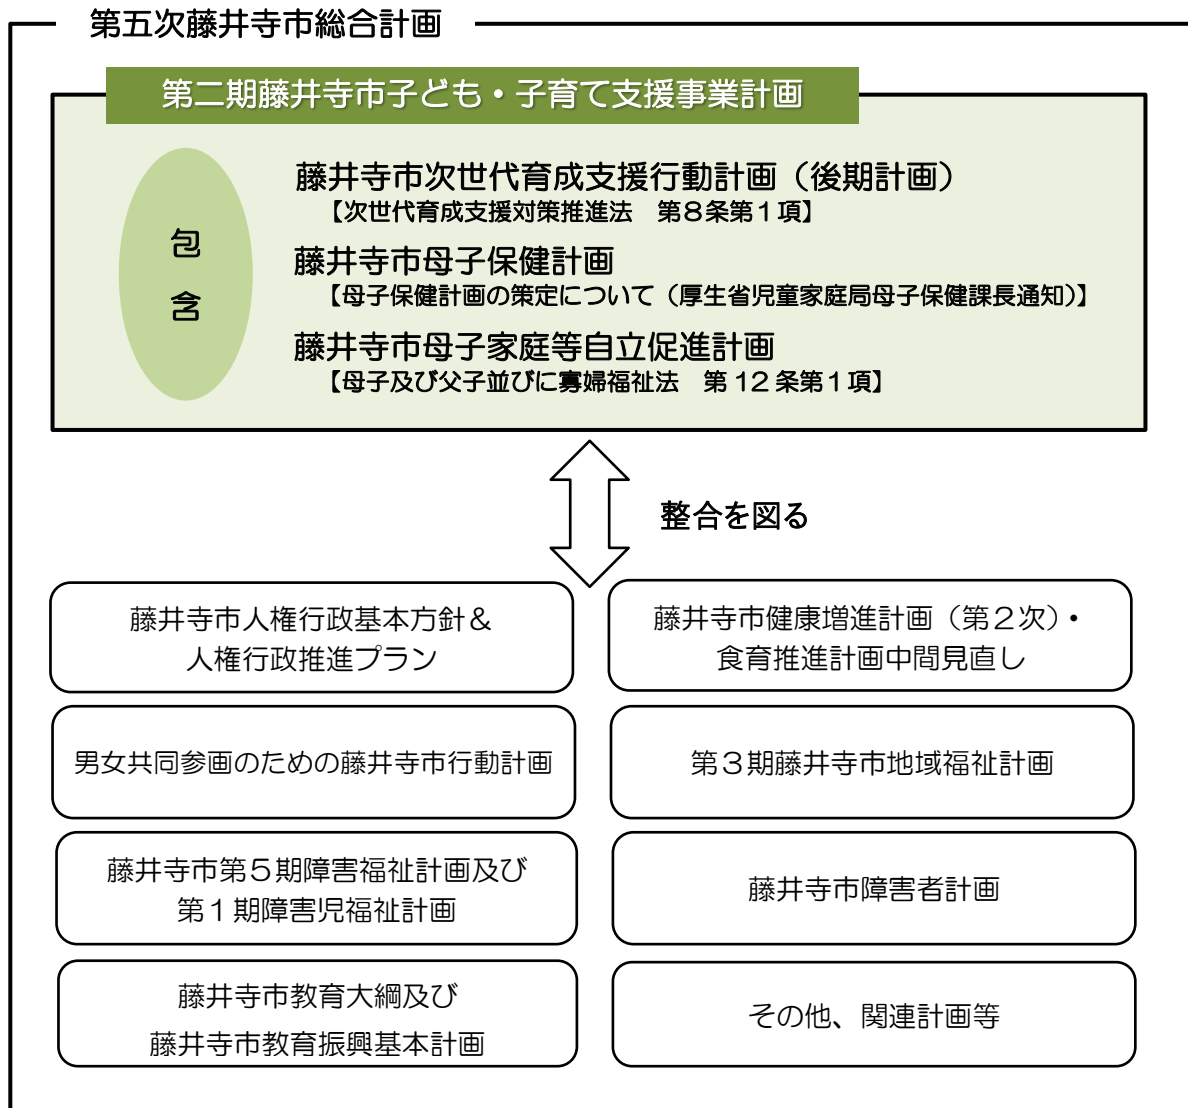 第五次藤井寺市総合計画
第二期藤井寺市子ども・子育て支援事業計画
包
含
藤井寺市次世代育成支援行動計画（後期計画）
【次世代育成支援対策推進法　第８条第１項】
藤井寺市母子保健計画
【母子保健計画の策定について（厚生省児童家庭局母子保健課長通知）】
藤井寺市母子家庭等自立促進計画
【母子及び父子並びに寡婦福祉法　第 12 条第１項】
整合を図る
藤井寺市人権行政基本方針＆
人権行政推進プラン
藤井寺市健康増進計画（第２次）・
食育推進計画中間見直し
男女共同参画のための藤井寺市行動計画
第３期藤井寺市地域福祉計画
藤井寺市第５期障害福祉計画及び
第１期障害児福祉計画
藤井寺市障害者計画
藤井寺市教育大綱及び
藤井寺市教育振興基本計画
その他、関連計画等